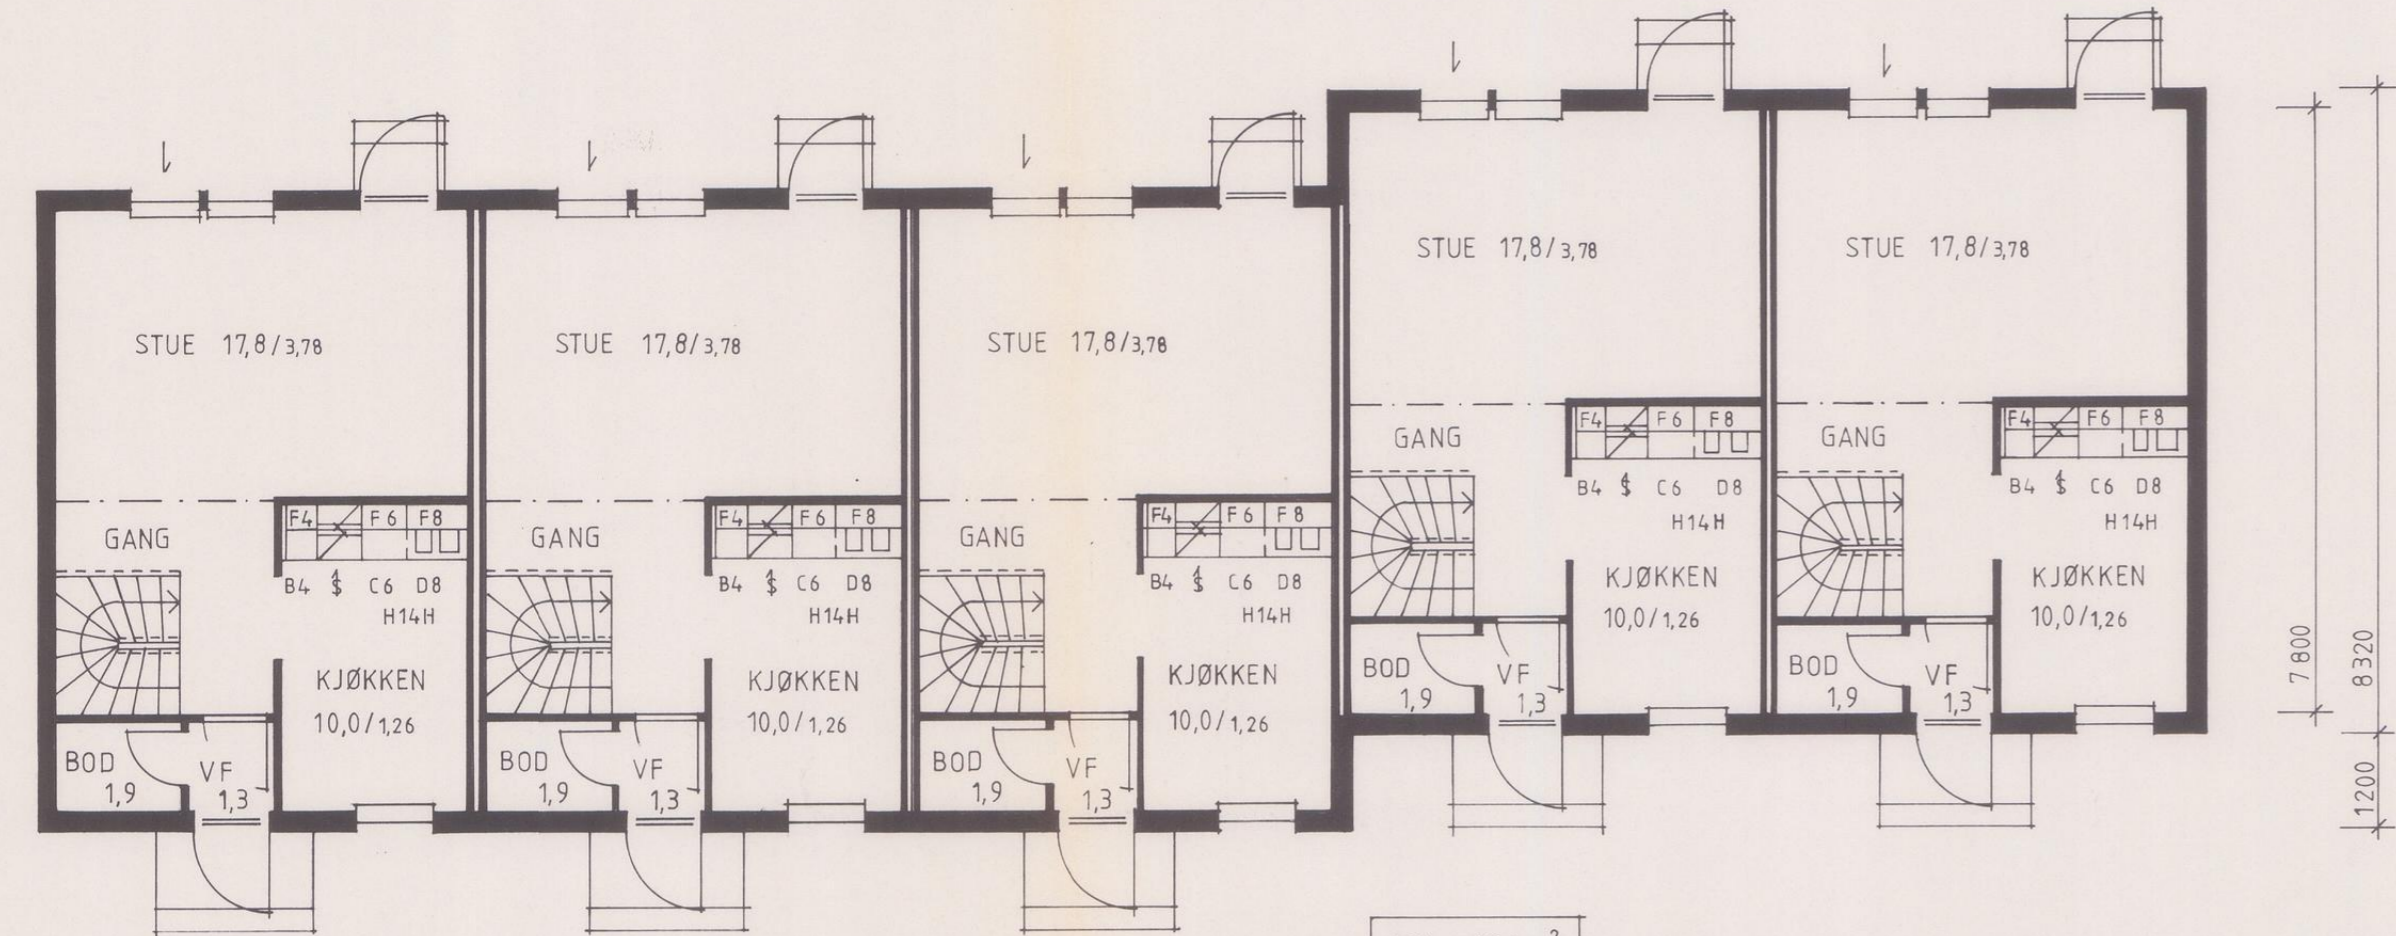 STUE 17,8/3,78
GANG
F4 F6 F8
B4 C6 D8
H14H
KJØKKEN
10,0/1,26
BOD
1,9
VF
1,3
STUE 17,8/3,78
GANG
F4 F6 F8
B4 C6 D8
H14H
KJØKKEN
10,0/1,26
BOD
1,9
VF
1,3
STUE 17,8/3,78
GANG
F4 F6 F8
B4 C6 D8
H14H
KJØKKEN
10,0/1,26
BOD
1,9
VF
1,3
STUE 17,8/3,78
GANG
F4 F6 F8
B4 C6 D8
H14H
KJØKKEN
10,0/1,26
BOD
1,9
VF
1,3
STUE 17,8/3,78
GANG
F4 F6 F8
B4 C6 D8
H14H
KJØKKEN
10,0/1,26
BOD
1,9
VF
1,3
7800
8320
1200